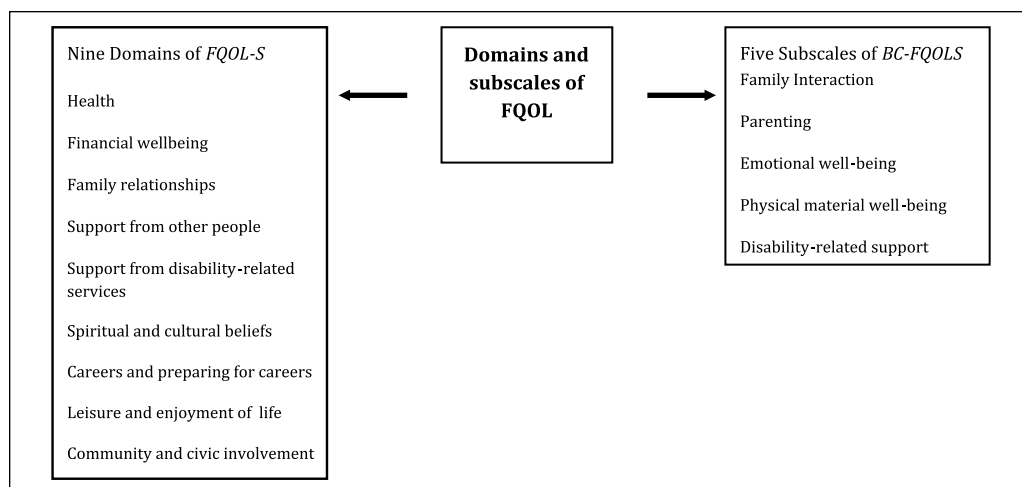 Nine Domains of FQOL-S
Health
Financial wellbeing
Family relationships
Support from other people
Support from disability-related
services
Spiritual and cultural beliefs
Careers and preparing for careers
Leisure and enjoyment of life
Community and civic involvement
Domains and
subscales of
FQOL
Five Subscales of BC-FQOLS
Family Interaction
Parenting
Emotional well-being
Physical material well-being
Disability-related support